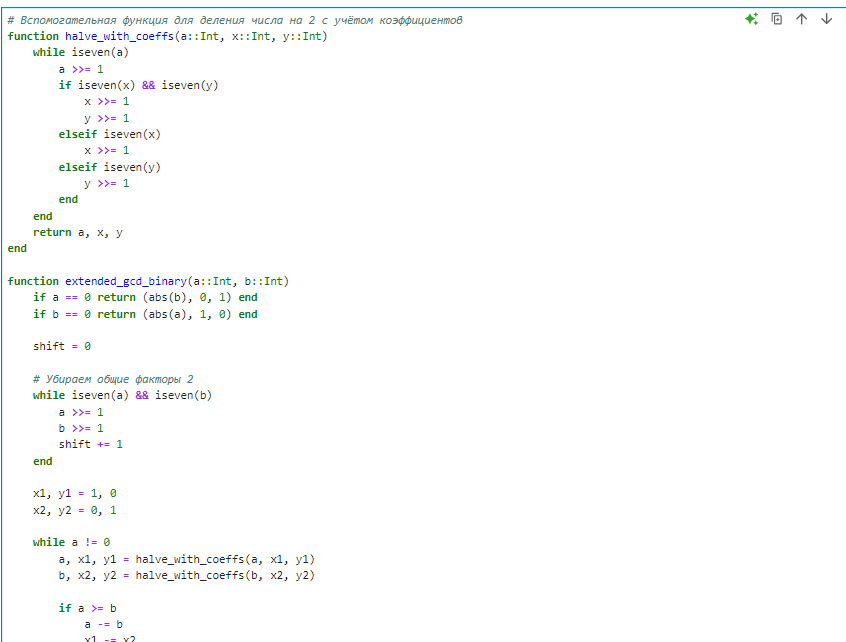 # Вспомогательная функция для деления числа на 2 с учётом коэффициентов
function halve_with_coeffs(a::Int, x::Int, y::Int)
    while iseven(a)
        a >>= 1
        if iseven(x) && iseven(y)
            x >>= 1
            y >>= 1
        elseif iseven(x)
            x >>= 1
        elseif iseven(y)
            y >>= 1
        end
    end
    return a, x, y
end

function extended_gcd_binary(a::Int, b::Int)
    if a == 0 return (abs(b), 0, 1) end
    if b == 0 return (abs(a), 1, 0) end

    shift = 0

    # Убираем общие факторы 2
    while iseven(a) && iseven(b)
        a >>= 1
        b >>= 1
        shift += 1
    end

    x1, y1 = 1, 0
    x2, y2 = 0, 1

    while a != 0
        a, x1, y1 = halve_with_coeffs(a, x1, y1)
        b, x2, y2 = halve_with_coeffs(b, x2, y2)

        if a >= b
            a -= b
            x1 -= x2